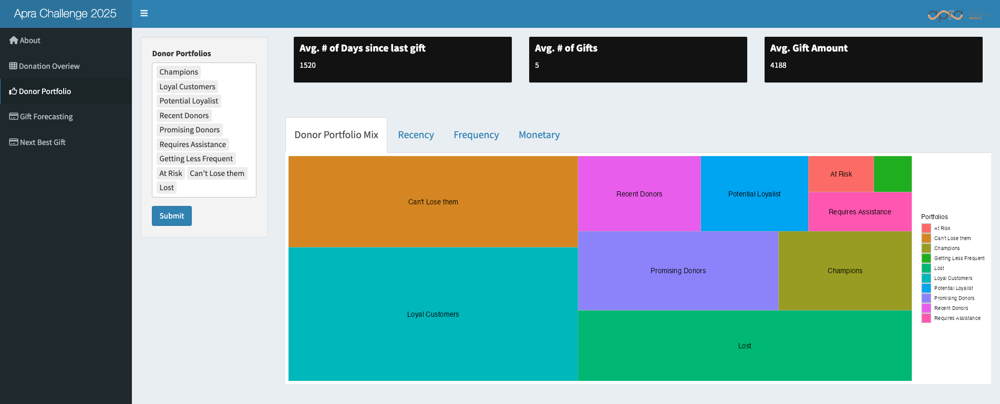 Apra Challenge 2025
apra
RESULTS
About
Donation Overiew
Donor Portfolio
Gift Forecasting
Next Best Gift
Donor Portfolios
Champions
Loyal Customers
Potential Loyalist
Recent Donors
Promising Donors
Requires Assistance
Getting Less Frequent
At Risk Can't Lose them
Lost
Submit
Avg. # of Days since last gift
1520
Avg. # of Gifts
5
Avg. Gift Amount
4188
Donor Portfolio Mix Recency Frequency Monetary
Can't Lose them
Loyal Customers
Recent Donors
Potential Loyalist
At Risk
Requires Assistance
Promising Donors
Champions
Lost
Portfolios
At Risk
Can't Lose them
Champions
Getting Less Frequent
Lost
Loyal Customers
Potential Loyalist
Promising Donors
Recent Donors
Requires Assistance